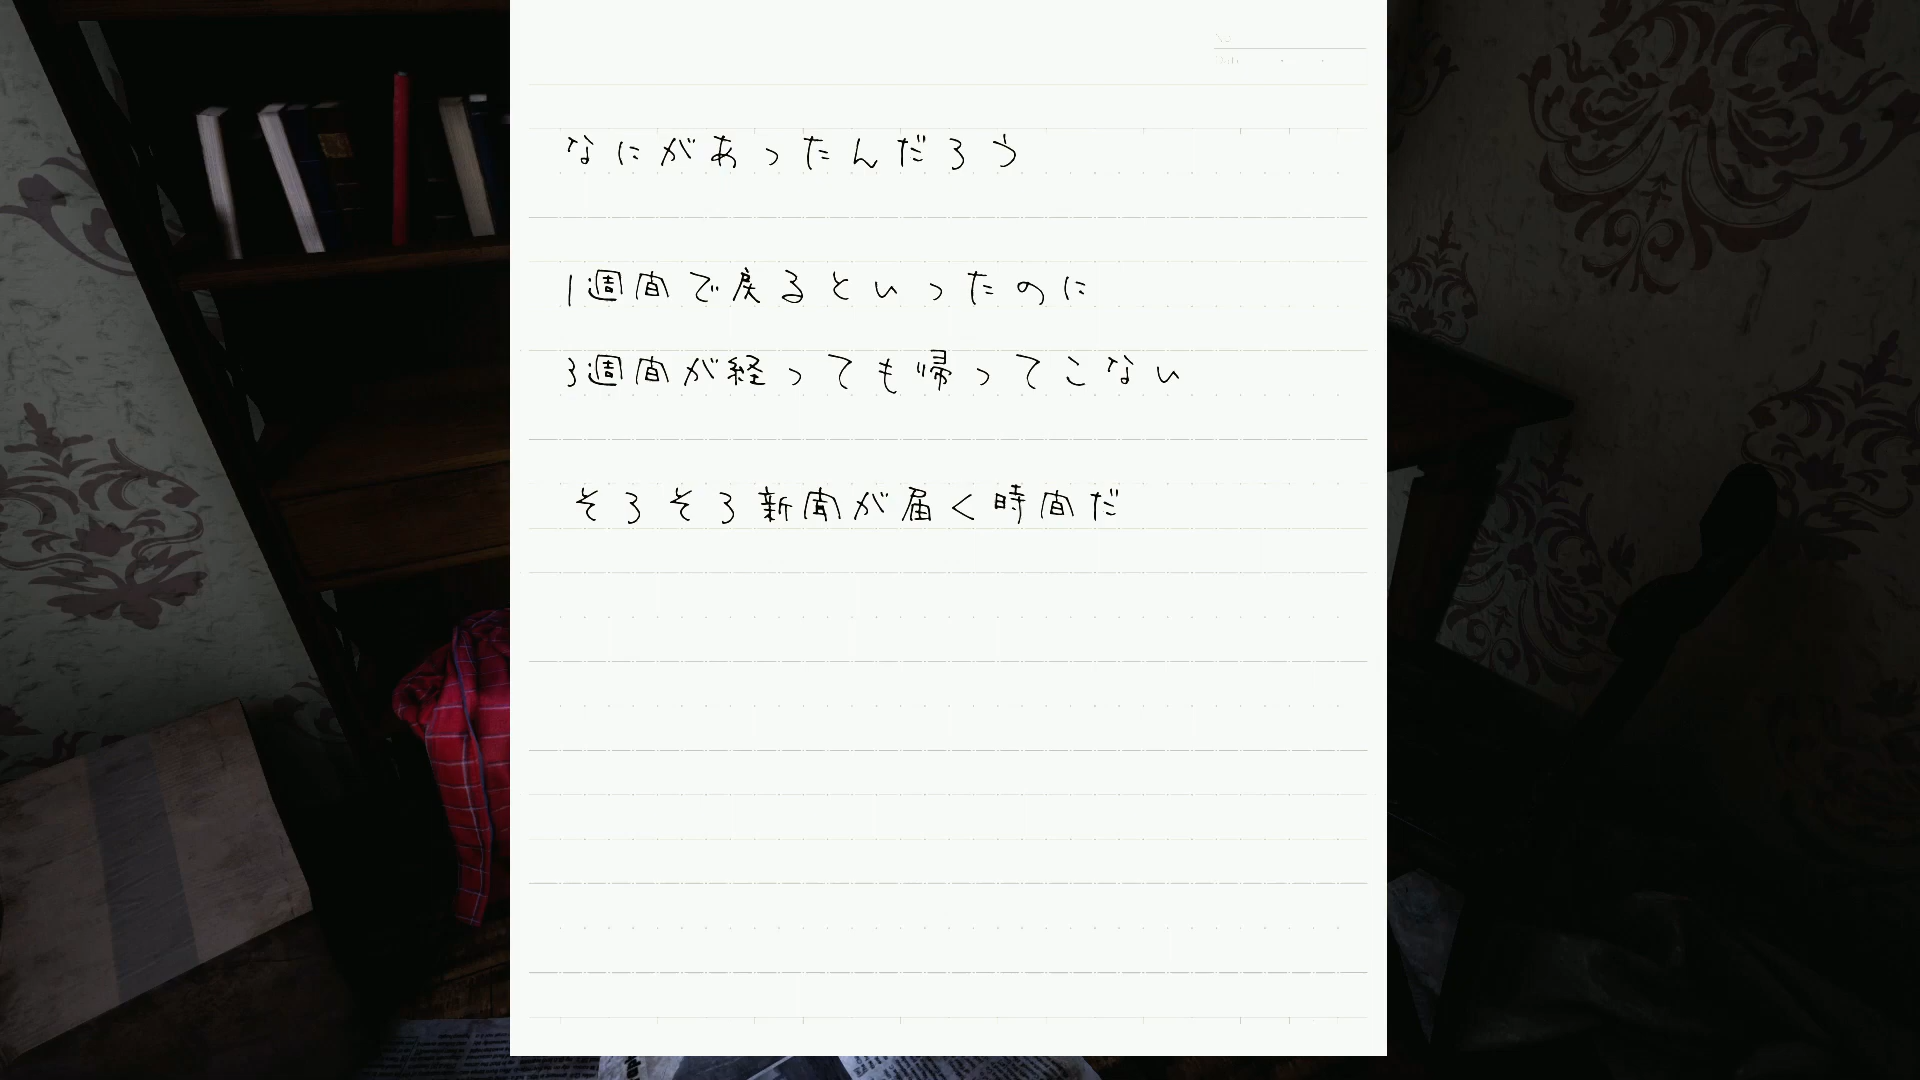 なにがあったんだろう
1週間で戻るといったのに
3週間が経っても帰ってこない
そろそろ新聞が届く時間だ